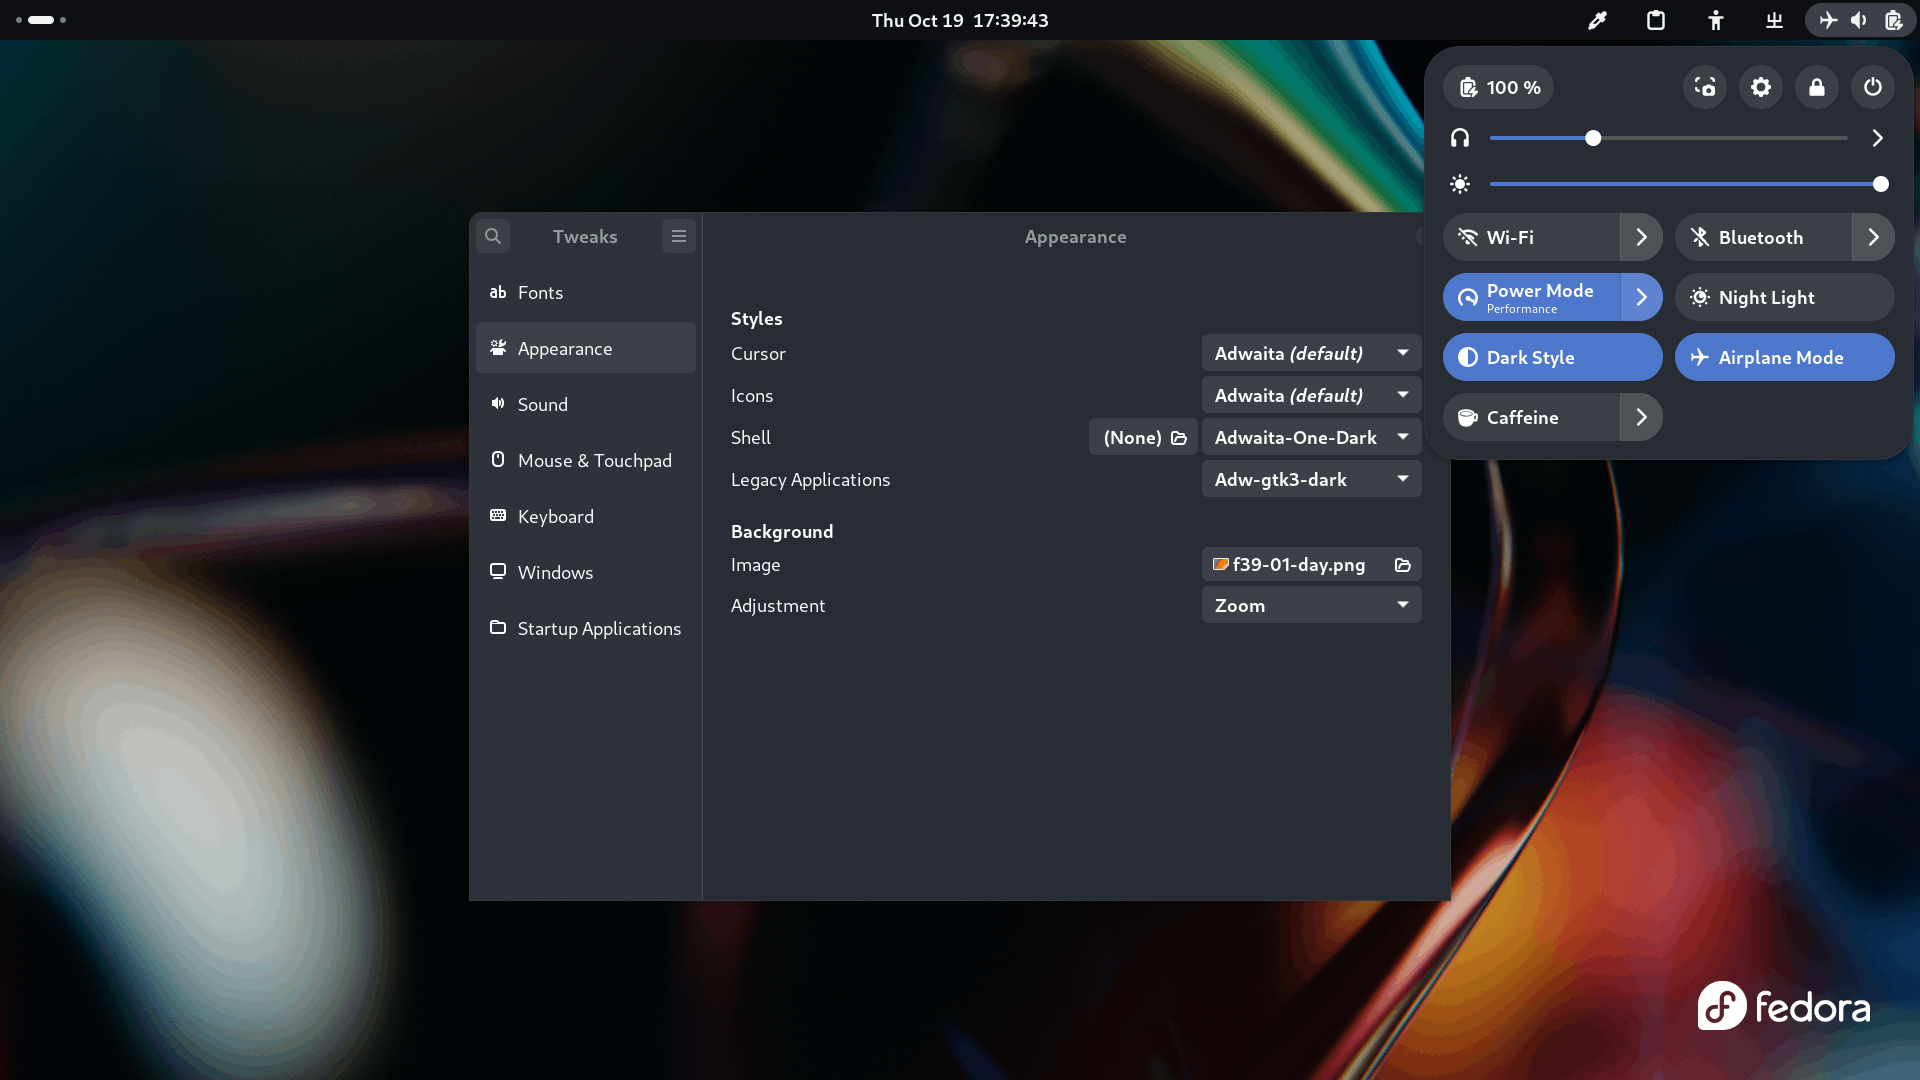 Thu Oct 19 17:39:43
㞢
100 %
Wi-Fi
Bluetooth
Power Mode
Performance
Night Light
Dark Style
Airplane Mode
Caffeine
Tweaks
ab Fonts
Appearance
Sound
Mouse & Touchpad
Keyboard
Windows
Startup Applications
Appearance
Styles
Cursor
Adwaita (default)
Icons
Adwaita (default)
Shell
(None)
Adwaita-One-Dark
Legacy Applications
Adw-gtk3-dark
Background
Image
f39-01-day.png
Adjustment
Zoom
fedora